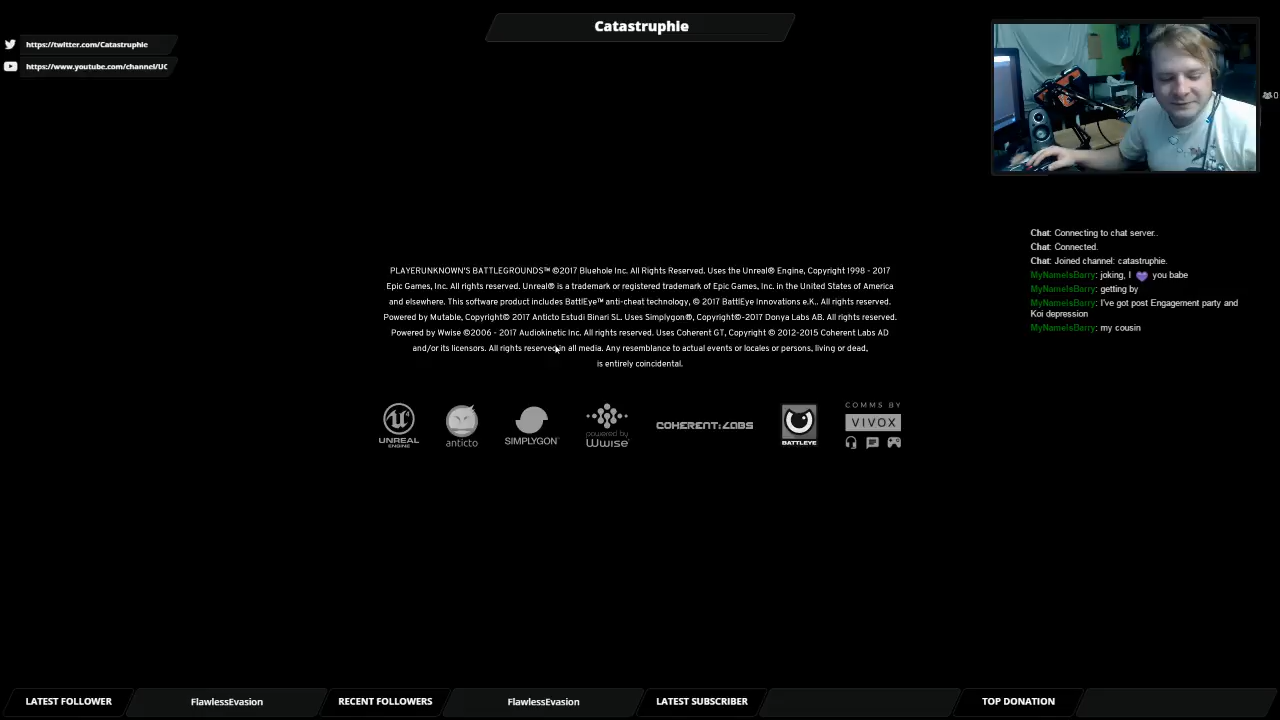 Catastruphie
https://twitter.com/Catastruphie
https://www.youtube.com/channel/UC
0
Chat: Connecting to chat server..
Chat: Connected.
Chat: Joined channel: catastruphie.
MyNameIsBarry: joking, I 💜 you babe
MyNameIsBarry: getting by
MyNameIsBarry: I've got post Engagement party and
Koi depression
MyNameIsBarry: my cousin
PLAYERUNKNOWN'S BATTLEGROUNDS™ ©2017 Bluehole Inc. All Rights Reserved. Uses the Unreal® Engine, Copyright 1998 - 2017
Epic Games, Inc. All rights reserved. Unreal® is a trademark or registered trademark of Epic Games, Inc. in the United States of America
and elsewhere. This software product includes BattlEye™ anti-cheat technology, © 2017 BattlEye Innovations e.K.. All rights reserved.
Powered by Mutable, Copyright© 2017 Anticto Estudi Binari SL. Uses Simplygon®, Copyright©-2017 Donya Labs AB. All rights reserved.
Powered by Wwise ©2006 - 2017 Audiokinetic Inc. All rights reserved. Uses Coherent GT, Copyright © 2012-2015 Coherent Labs AD
and/or its licensors. All rights reserved in all media. Any resemblance to actual events or locales or persons, living or dead,
is entirely coincidental.
UNREAL
ENGINE
4
anticto
SIMPLYGON
powered by
Wwise
COHERENT:LABS
BATTLEYE
COMMS BY
VIVOX
LATEST FOLLOWER FlawlessEvasion RECENT FOLLOWERS FlawlessEvasion LATEST SUBSCRIBER TOP DONATION